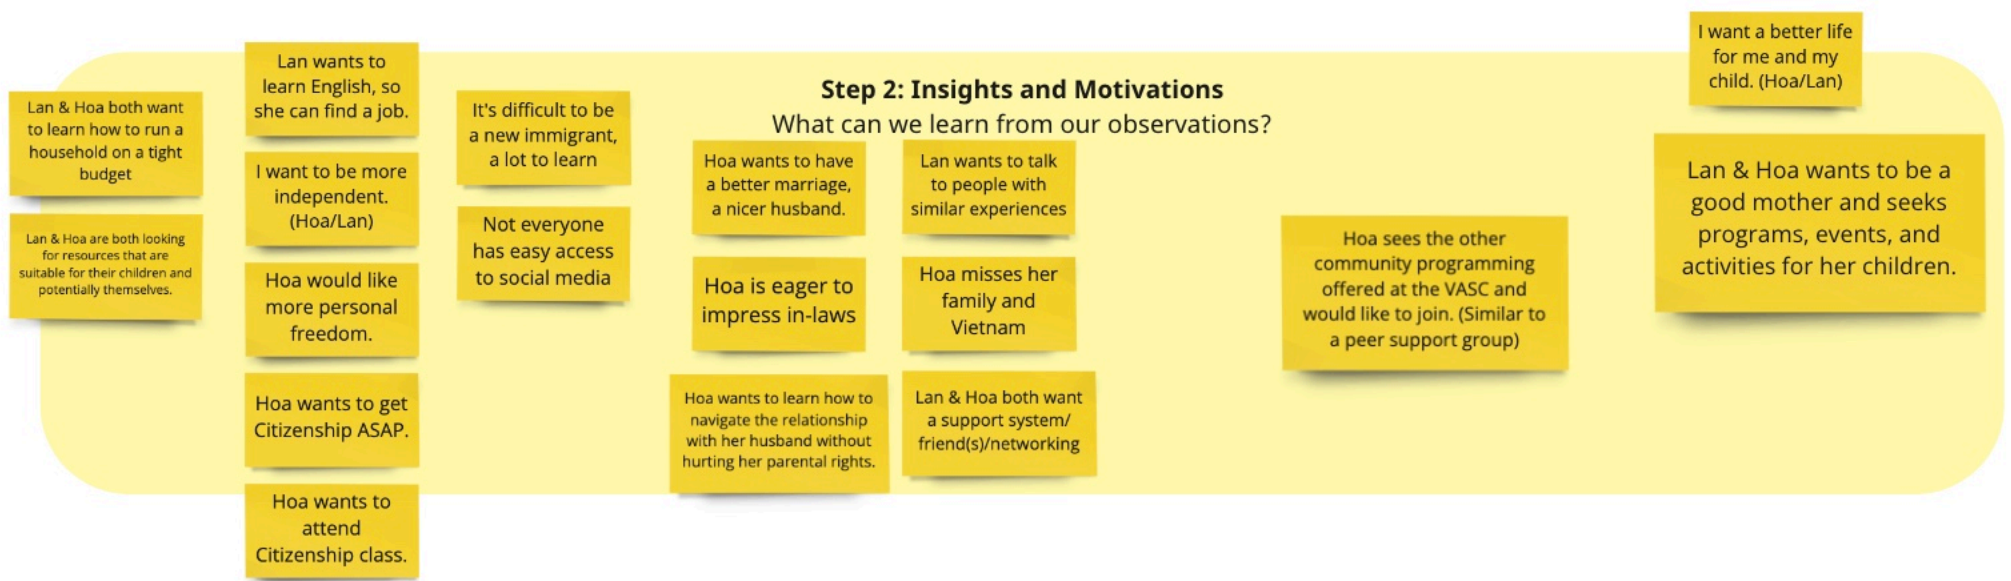 Step 2: Insights and Motivations
What can we learn from our observations?
Lan & Hoa both want
to learn how to run a
household on a tight
budget
Lan & Hoa are both looking
for resources that are
suitable for their children and
potentially themselves.
Lan wants to
learn English, so
she can find a job.
I want to be more
independent.
(Hoa/Lan)
Hoa would like
more personal
freedom.
Hoa wants to get
Citizenship ASAP.
Hoa wants to
attend
Citizenship class.
It's difficult to be
a new immigrant,
a lot to learn
Not everyone
has easy access
to social media
Hoa wants to have
a better marriage,
a nicer husband.
Hoa is eager to
impress in-laws
Hoa wants to learn how to
navigate the relationship
with her husband without
hurting her parental rights.
Lan wants to talk
to people with
similar experiences
Hoa misses her
family and
Vietnam
Lan & Hoa both want
a support system/
friend(s)/networking
Hoa sees the other
community programming
offered at the VASC and
would like to join. (Similar to
a peer support group)
I want a better life
for me and my
child. (Hoa/Lan)
Lan & Hoa wants to be a
good mother and seeks
programs, events, and
activities for her children.